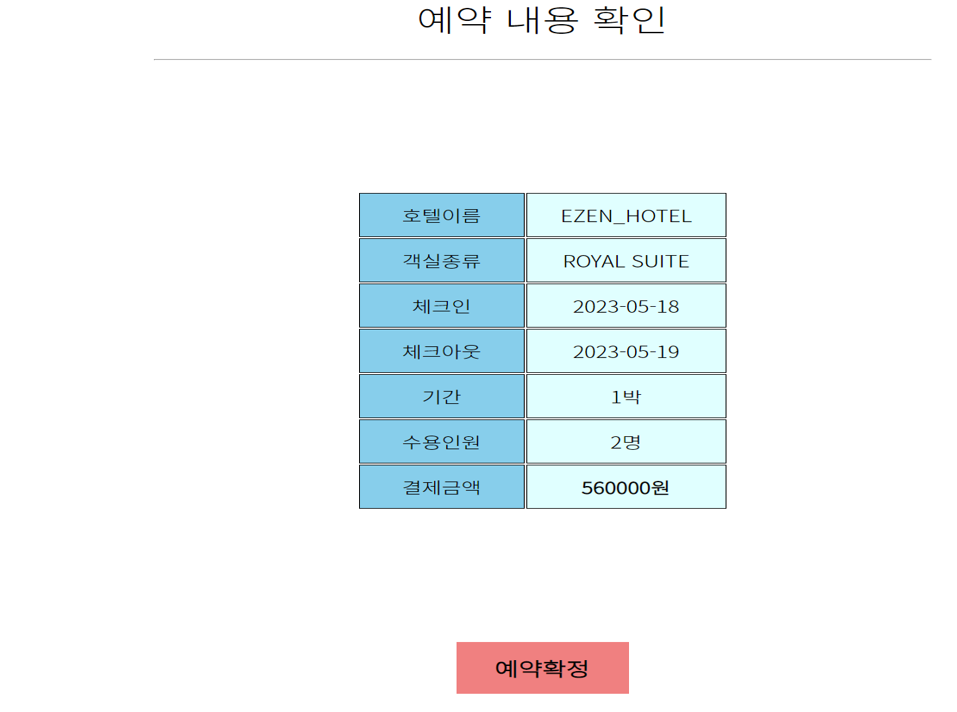 예약 내용 확인
호텔이름 EZEN_HOTEL
객실종류 ROYAL SUITE
체크인 2023-05-18
체크아웃 2023-05-19
기간 1박
수용인원 2명
결제금액 560000원
예약확정